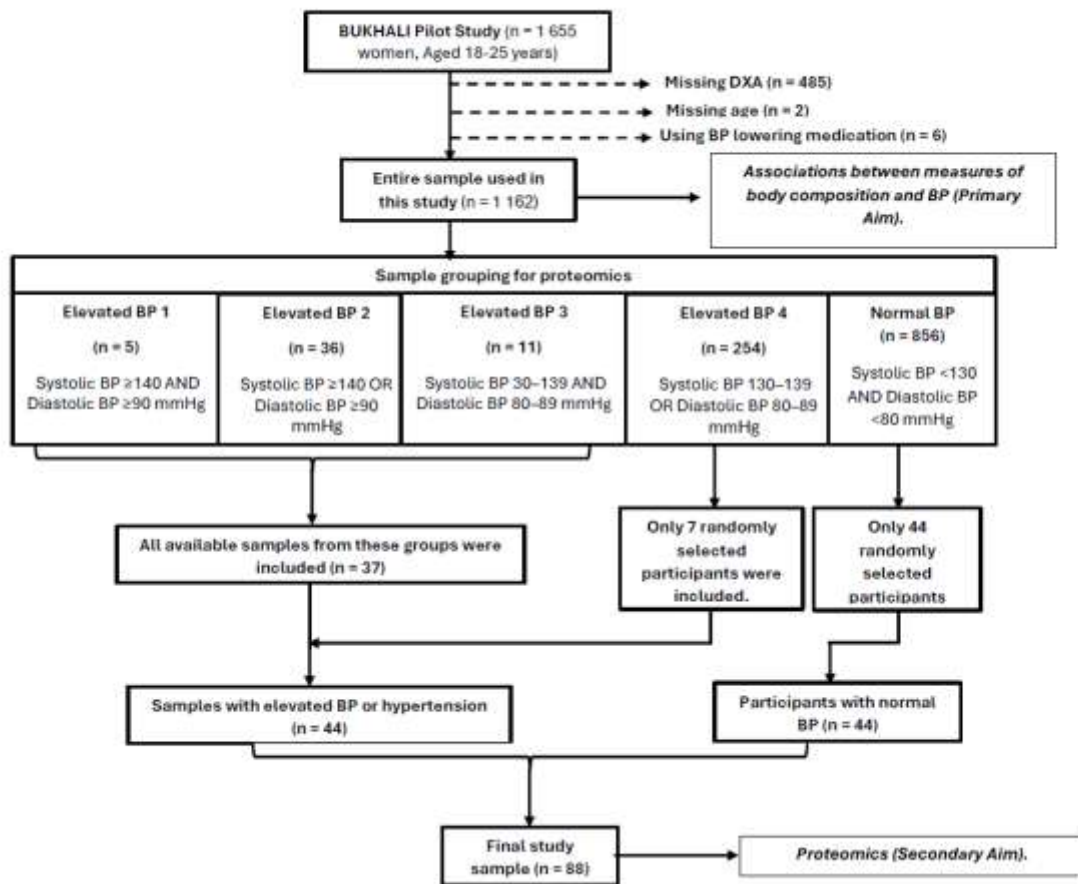 BUKHALI Pilot Study (n = 1 655
women, Aged 18-25 years)
Missing DXA (n = 485)
Missing age (n = 2)
Using BP lowering medication (n = 6)
Entire sample used in
this study (n = 1 162)
Associations between measures of
body composition and BP (Primary
Aim).
Sample grouping for proteomics
Elevated BP 1
(n = 5)
Systolic BP ≥140 AND
Diastolic BP ≥90 mmHg
Elevated BP 2
(n = 36)
Systolic BP ≥140 OR
Diastolic BP ≥90
mmHg
Elevated BP 3
(n = 11)
Systolic BP 30–139 AND
Diastolic BP 80–89 mmHg
Elevated BP 4
(n = 254)
Systolic BP 130–139
OR Diastolic BP 80–89
mmHg
Normal BP
(n = 856)
Systolic BP <130
AND Diastolic BP
<80 mmHg
All available samples from these groups were
included (n = 37)
Only 7 randomly
selected
participants were
included.
Only 44
randomly
selected
participants
Samples with elevated BP or hypertension
(n = 44)
Participants with normal
BP (n = 44)
Final study
sample (n = 88)
Proteomics (Secondary Aim).